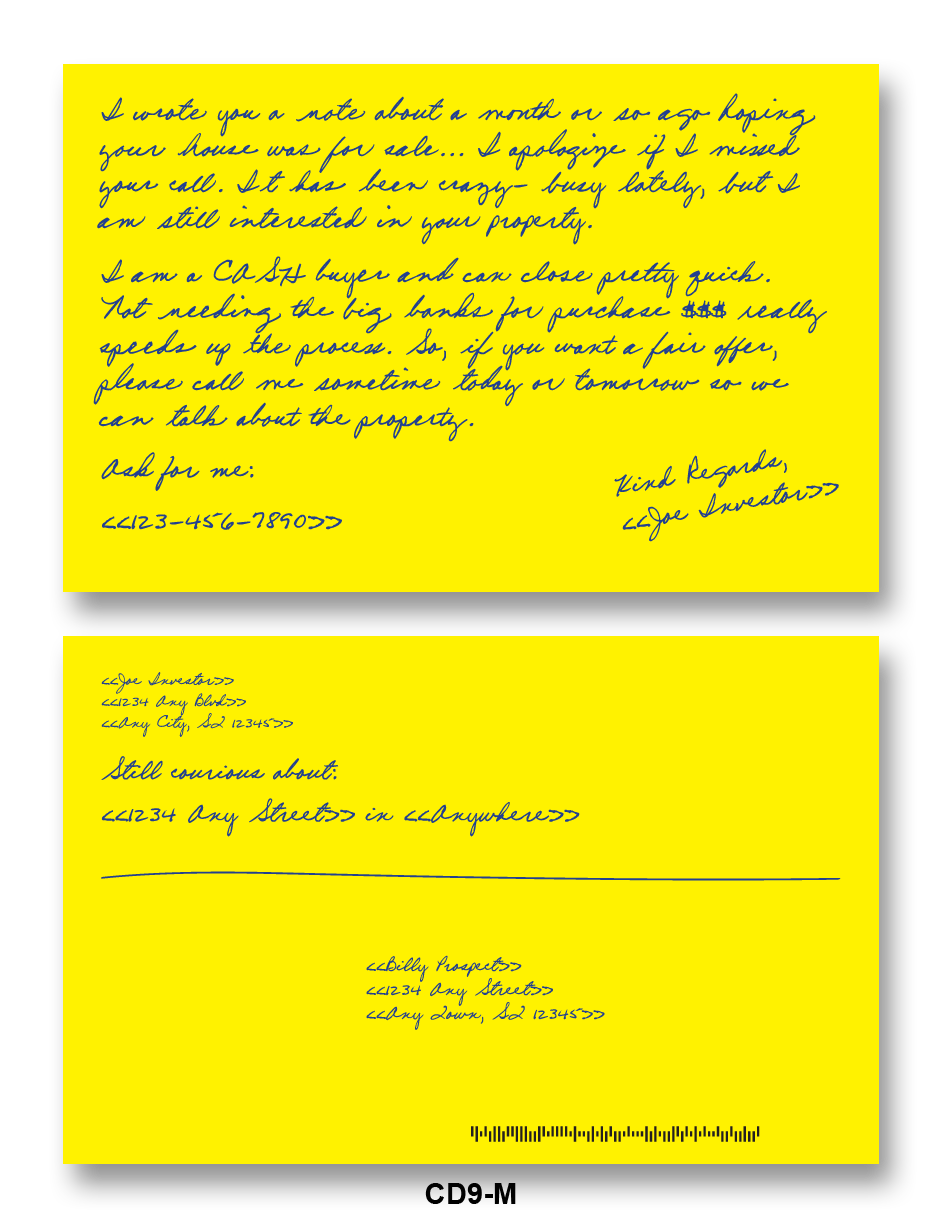 I wrote you a note about a month or so ago hoping
your house was for sale... I apologize if I missed
your call. It has been crazy- busy lately, but I
am still interested in your property.
I am a CASH buyer and can close pretty quick.
Not needing the big banks for purchase $$$ really
speeds up the process. So, if you want a fair offer,
please call me sometime today or tomorrow so we
can talk about the property.
Ask for me:
<<123-456-7890>>
Kind Regards,
<<Joe Investor>>
<<Joe Investor>>
<<1234 Any Blvd>>
<<Any City, ST 12345>>
Still courious about:
<<1234 Any Street>> in <<Anywhere>>
<<Billy Prospect>>
<<1234 Any Street>>
<<Any Town, ST 12345>>
CD9-M